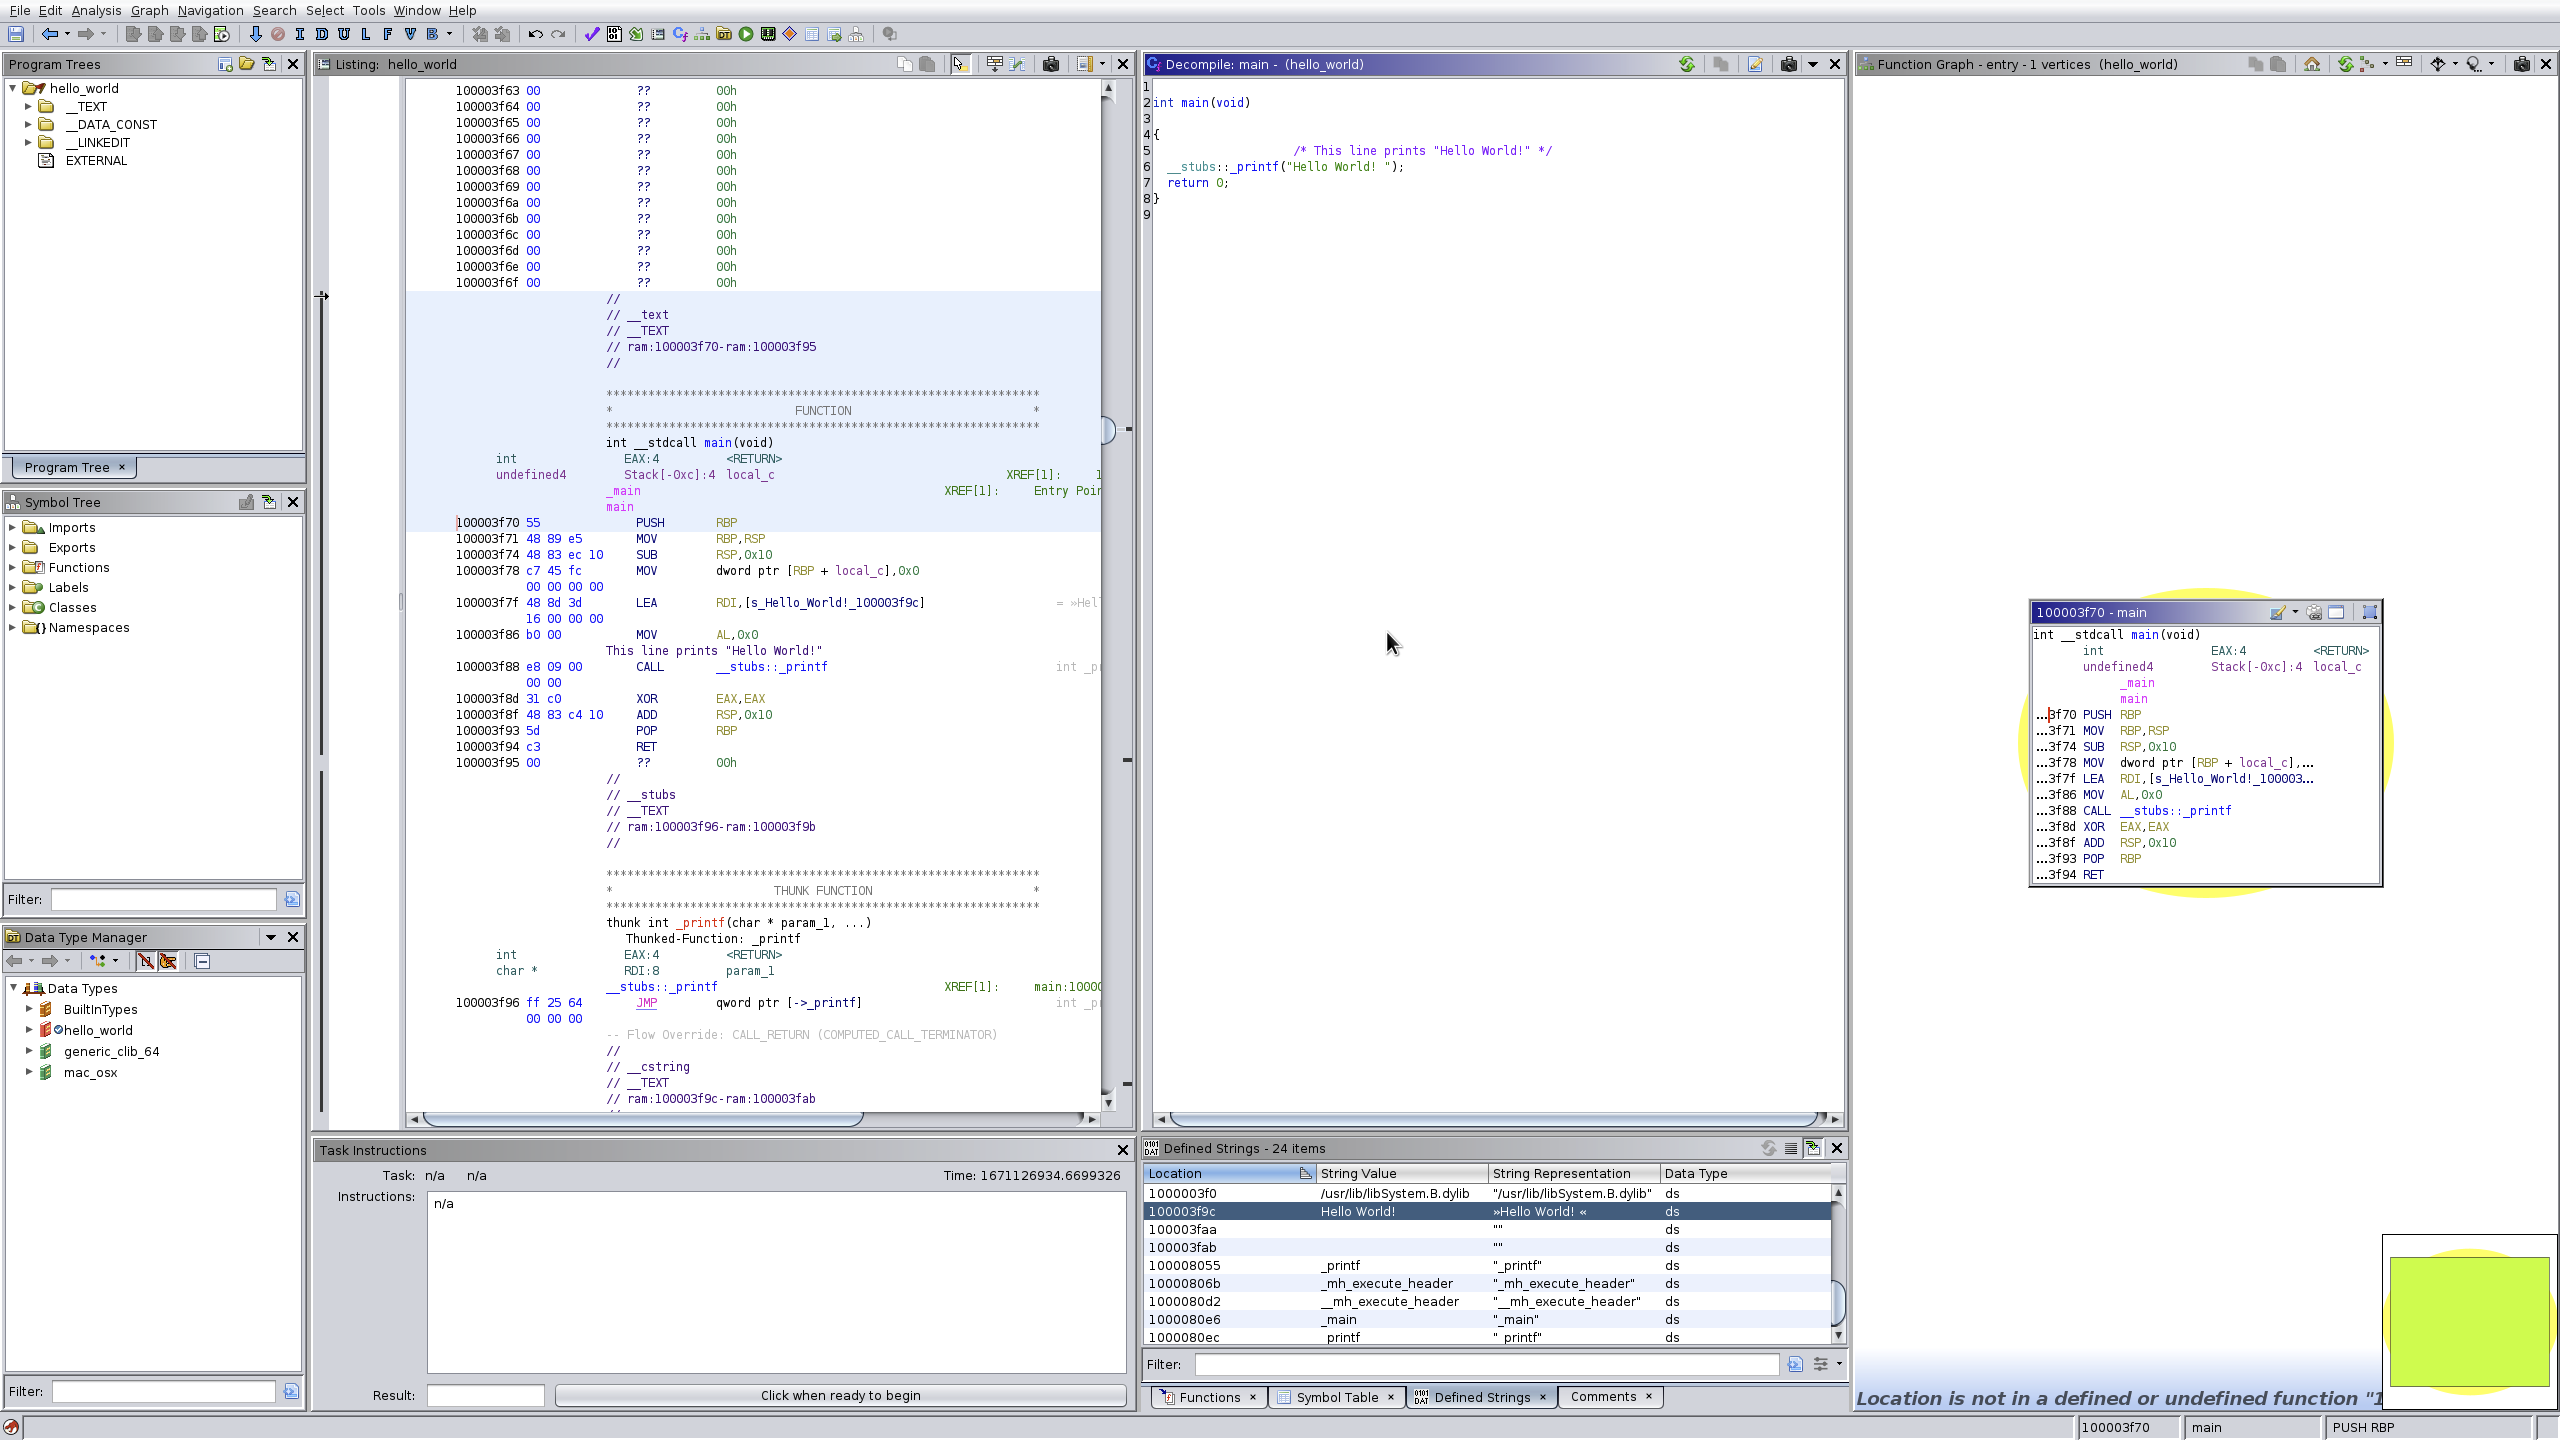 File Edit Analysis Graph Navigation Search Select Tools Window Help
I D U L F V B
Program Trees
hello_world
__TEXT
__DATA_CONST
__LINKEDIT
EXTERNAL
Program Tree ×
Symbol Tree
Imports
Exports
Functions
Labels
Classes
Namespaces
Filter:
Data Type Manager
Data Types
BuiltInTypes
hello_world
generic_clib_64
mac_osx
Filter:
Listing: hello_world
100003f63 00 ?? 00h
100003f64 00 ?? 00h
100003f65 00 ?? 00h
100003f66 00 ?? 00h
100003f67 00 ?? 00h
100003f68 00 ?? 00h
100003f69 00 ?? 00h
100003f6a 00 ?? 00h
100003f6b 00 ?? 00h
100003f6c 00 ?? 00h
100003f6d 00 ?? 00h
100003f6e 00 ?? 00h
100003f6f 00 ?? 00h
//
// __text
// __TEXT
// ram:100003f70-ram:100003f95
//
**************************************************************
* FUNCTION *
**************************************************************
int __stdcall main(void)
int EAX:4 <RETURN>
undefined4 Stack[-0xc]:4 local_c XREF[1]: 1
_main XREF[1]: Entry Poin
main
100003f70 55 PUSH RBP
100003f71 48 89 e5 MOV RBP,RSP
100003f74 48 83 ec 10 SUB RSP,0x10
100003f78 c7 45 fc MOV dword ptr [RBP + local_c],0x0
00 00 00 00
100003f7f 48 8d 3d LEA RDI,[s_Hello_World!_100003f9c] = »Hel
16 00 00 00
100003f86 b0 00 MOV AL,0x0
This line prints "Hello World!"
100003f88 e8 09 00 CALL __stubs::_printf int _p
00 00
100003f8d 31 c0 XOR EAX,EAX
100003f8f 48 83 c4 10 ADD RSP,0x10
100003f93 5d POP RBP
100003f94 c3 RET
100003f95 00 ?? 00h
//
// __stubs
// __TEXT
// ram:100003f96-ram:100003f9b
//
**************************************************************
* THUNK FUNCTION *
**************************************************************
thunk int _printf(char * param_1, ...)
Thunked-Function: _printf
int EAX:4 <RETURN>
char * RDI:8 param_1
__stubs::_printf XREF[1]: main:1000
100003f96 ff 25 64 JMP qword ptr [->_printf] int _p
00 00 00
-- Flow Override: CALL_RETURN (COMPUTED_CALL_TERMINATOR)
//
// __cstring
// __TEXT
// ram:100003f9c-ram:100003fab
Task Instructions
Task: n/a n/a Time: 1671126934.6699326
Instructions: n/a
Result: Click when ready to begin
Decompile: main - (hello_world)
1
2 int main(void)
3
4 {
5 /* This line prints "Hello World!" */
6 __stubs::_printf("Hello World! ");
7 return 0;
8 }
9
Defined Strings - 24 items
Location String Value String Representation Data Type
1000003f0 /usr/lib/libSystem.B.dylib "/usr/lib/libSystem.B.dylib" ds
100003f9c Hello World! »Hello World! « ds
100003faa "" ds
100003fab "" ds
100008055 _printf "_printf" ds
10000806b _mh_execute_header "_mh_execute_header" ds
1000080d2 __mh_execute_header "__mh_execute_header" ds
1000080e6 _main "_main" ds
1000080ec printf " printf" ds
Filter:
Functions × Symbol Table × Defined Strings × Comments ×
Function Graph - entry - 1 vertices (hello_world)
100003f70 - main
int __stdcall main(void)
int EAX:4 <RETURN>
undefined4 Stack[-0xc]:4 local_c
_main
main
...3f70 PUSH RBP
...3f71 MOV RBP,RSP
...3f74 SUB RSP,0x10
...3f78 MOV dword ptr [RBP + local_c],...
...3f7f LEA RDI,[s_Hello_World!_100003...
...3f86 MOV AL,0x0
...3f88 CALL __stubs::_printf
...3f8d XOR EAX,EAX
...3f8f ADD RSP,0x10
...3f93 POP RBP
...3f94 RET
Location is not in a defined or undefined function "1
100003f70 main PUSH RBP